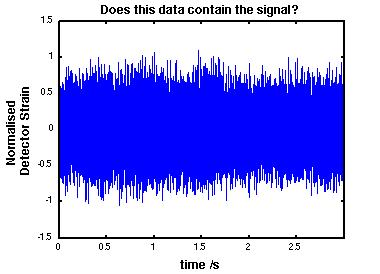 Does this data contain the signal?
1.5
1
0.5
0
-0.5
-1
-1.5
Normalised
Detector Strain
0 0.5 1 1.5 2 2.5
time /s